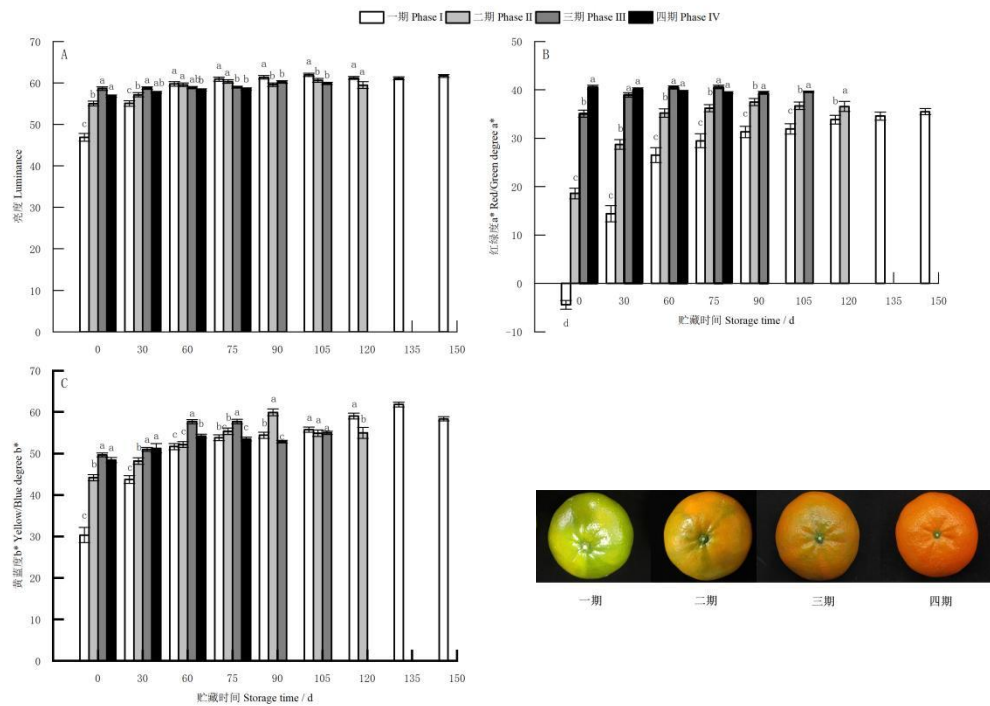 一期 Phase I 二期 Phase II 三期 Phase III 四期 Phase IV
A
亮度 Luminance
70
60
50
40
30
20
10
0
c b a a
c b a ab
a a ab b
a a b b
a b b
a b b
a a
0 30 60 75 90 105 120 135 150
B
红绿度a* Red/Green degree a*
50
40
30
20
10
0
-10
d c b a
c b a a
c b a a
c b a a
c b a
c b a
b a
0 30 60 75 90 105 120 135 150
贮藏时间 Storage time / d
C
黄蓝度b* Yellow/Blue degree b*
70
60
50
40
30
20
10
0
c b a a
c b a a
c c a b
bc b a c
b a c
a a a
a b
0 30 60 75 90 105 120 135 150
贮藏时间 Storage time / d
一期 二期 三期 四期